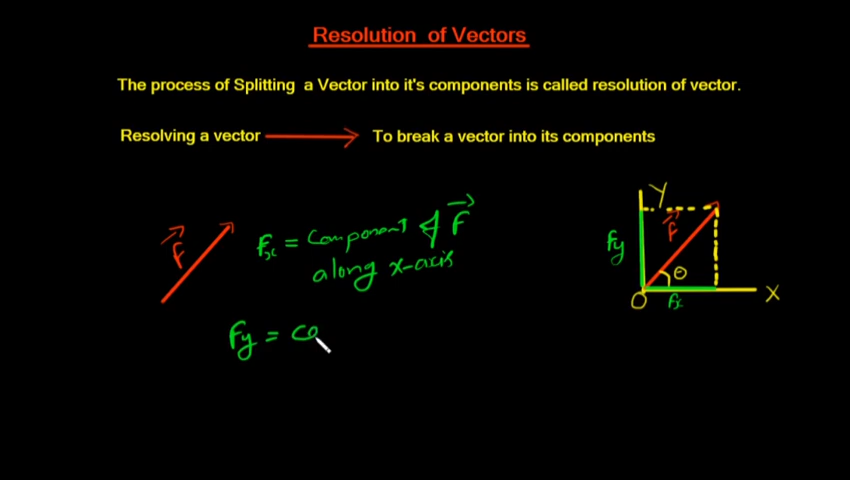 Resolution of Vectors
The process of Splitting a Vector into it's components is called resolution of vector.
Resolving a vector To break a vector into its components
F
Fx = Component of F
along x-axis
Fy = co
Y
F
Fy
θ
O
Fx
X